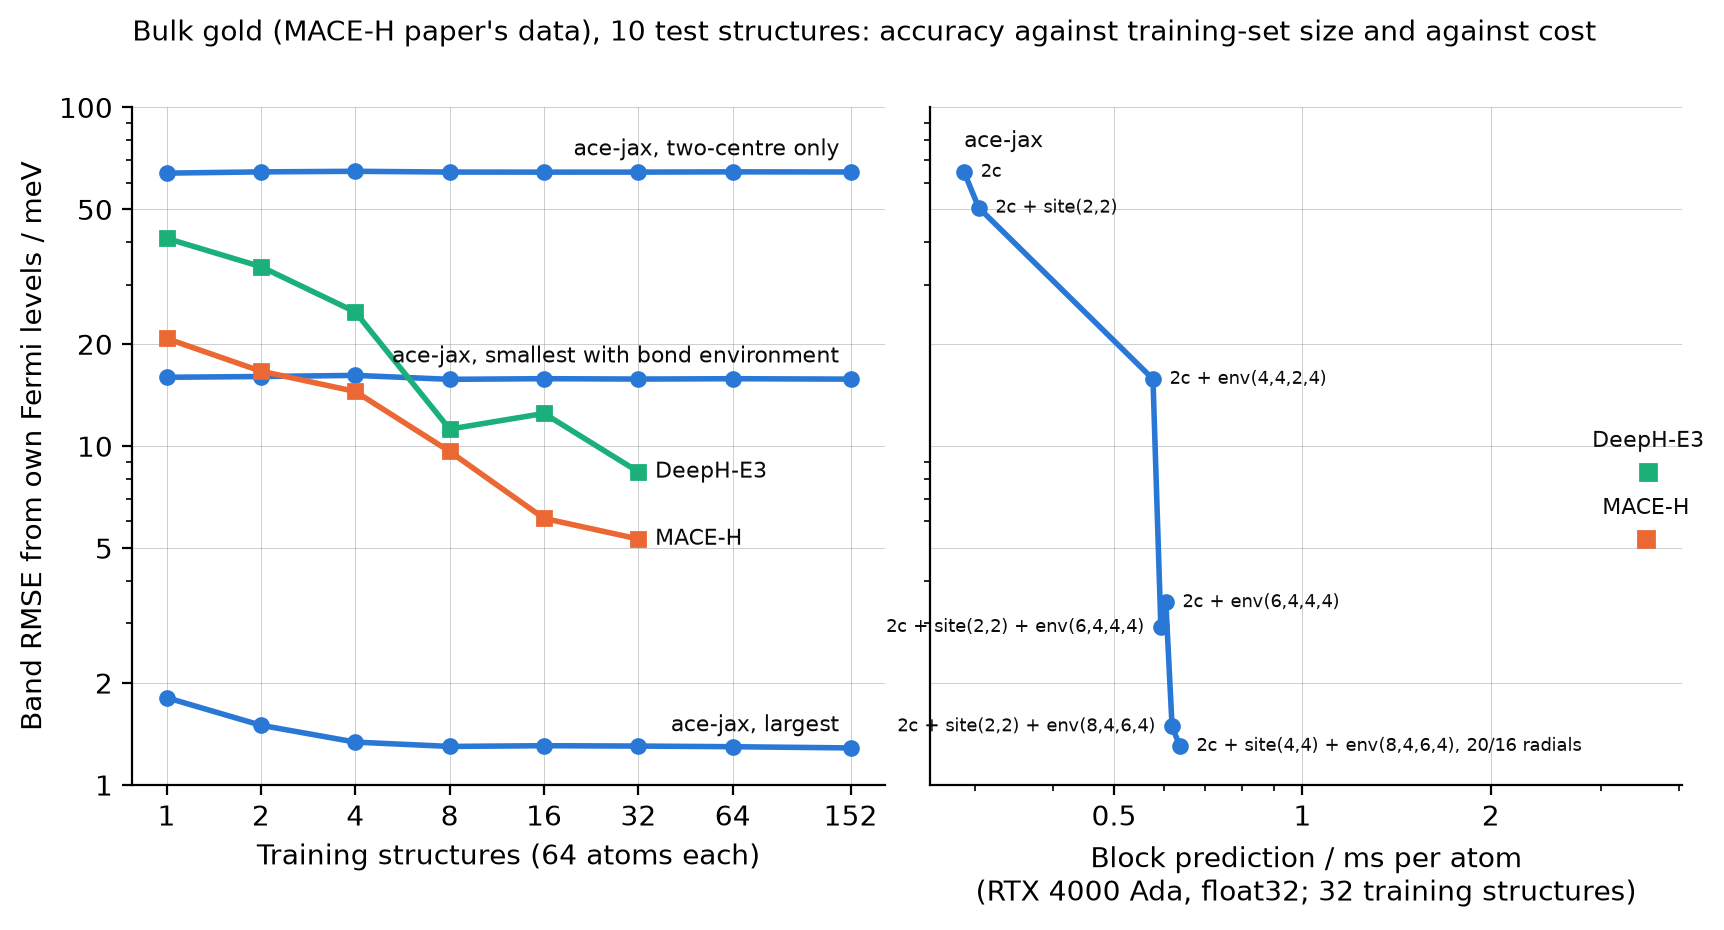 Bulk gold (MACE-H paper's data), 10 test structures: accuracy against training-set size and against cost
Band RMSE from own Fermi levels / meV
100
50
20
10
5
2
1
ace-jax, two-centre only
ace-jax, smallest with bond environment
DeepH-E3
MACE-H
ace-jax, largest
1
2
4
8
16
32
64
152
Training structures (64 atoms each)
ace-jax
2c
2c + site(2,2)
2c + env(4,4,2,4)
DeepH-E3
MACE-H
2c + env(6,4,4,4)
2c + site(2,2) + env(6,4,4,4)
2c + site(2,2) + env(8,4,6,4)
2c + site(4,4) + env(8,4,6,4), 20/16 radials
0.5
1
2
Block prediction / ms per atom
(RTX 4000 Ada, float32; 32 training structures)